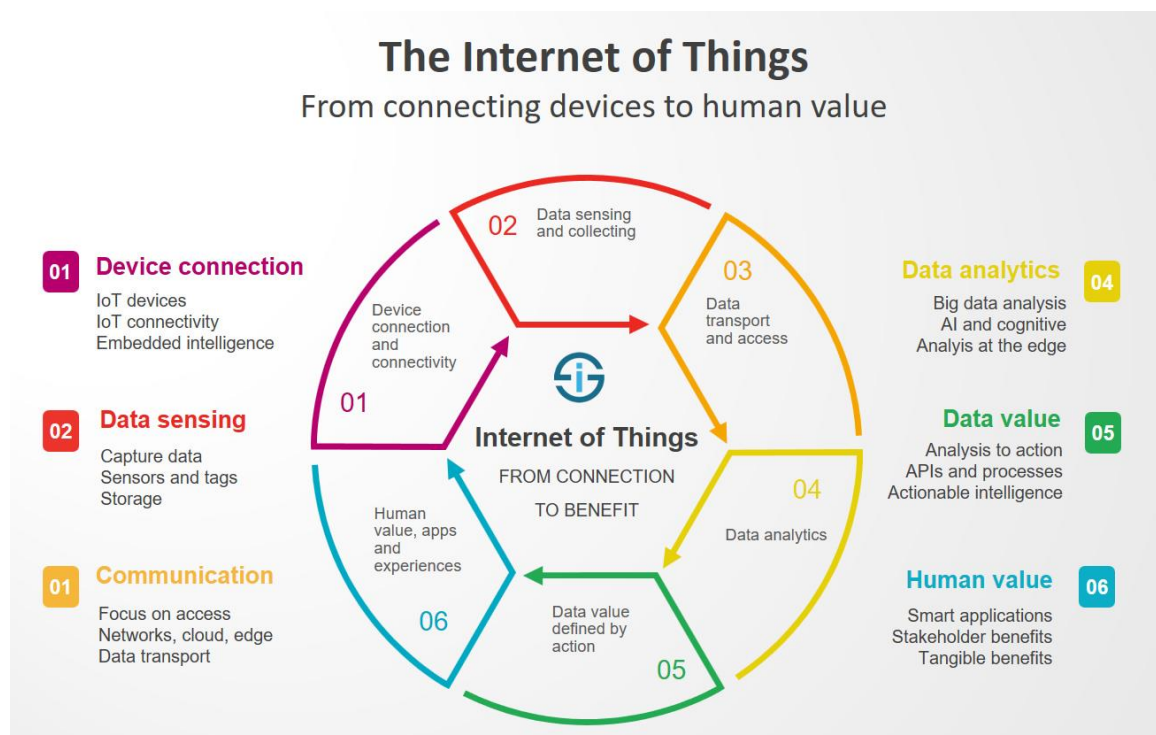 The Internet of Things
From connecting devices to human value
01
Device connection
IoT devices
IoT connectivity
Embedded intelligence
02
Data sensing
Capture data
Sensors and tags
Storage
01
Communication
Focus on access
Networks, cloud, edge
Data transport
01
Device
connection
and
connectivity
02
Data sensing
and collecting
03
Data
transport
and access
04
Data analytics
05
Data value
defined by
action
06
Human
value, apps
and
experiences
SiG
Internet of Things
FROM CONNECTION
TO BENEFIT
Data analytics
04
Big data analysis
AI and cognitive
Analyis at the edge
Data value
05
Analysis to action
APIs and processes
Actionable intelligence
Human value
06
Smart applications
Stakeholder benefits
Tangible benefits